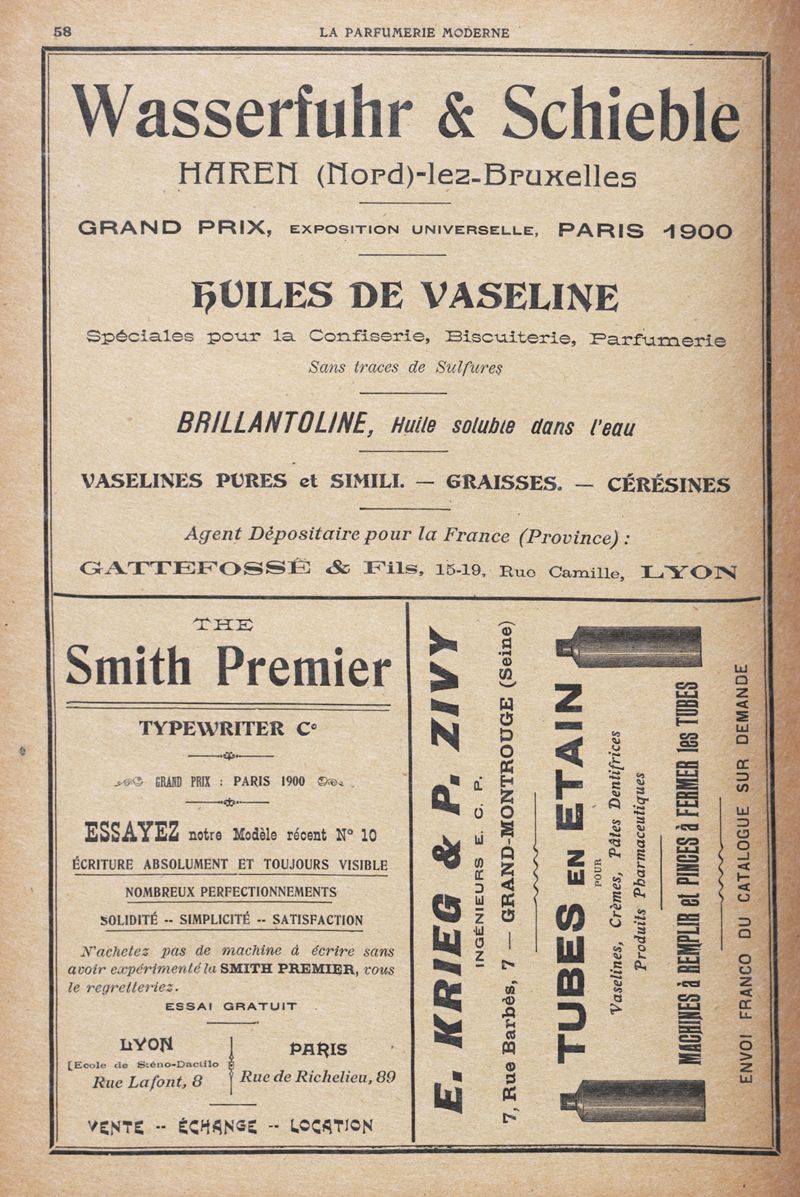 58
LA PARFUMERIE MODERNE
Wasserfuhr & Schieble
HAREN (Nord)-lez-Bruxelles
GRAND PRIX, EXPOSITION UNIVERSELLE, PARIS 1900
HUILES DE VASELINE
Spéciales pour la Confiserie, Biscuiterie, Parfumerie
Sans traces de Sulfures
BRILLANTOLINE, Huile soluble dans l'eau
VASELINES PURES et SIMILI. — GRAISSES. — CÉRÉSINES
Agent Dépositaire pour la France (Province) :
GATTEFOSSÉ & Fils, 15-19, Rue Camille, LYON
THE
Smith Premier
TYPEWRITER Co
GRAND PRIX : PARIS 1900
ESSAYEZ notre Modèle récent No 10
ÉCRITURE ABSOLUMENT ET TOUJOURS VISIBLE
NOMBREUX PERFECTIONNEMENTS
SOLIDITÉ -- SIMPLICITÉ -- SATISFACTION
N'achetez pas de machine à écrire sans
avoir expérimenté la SMITH PREMIER, vous
le regretteriez.
ESSAI GRATUIT
LYON
[Ecole de Sténo-Dactilo
Rue Lafont, 8
PARIS
Rue de Richelieu, 89
VENTE -- ÉCHANGE -- LOCATION
E. KRIEG & P. ZIVY
INGÉNIEURS E. C. P.
7, Rue Barbès, 7 — GRAND-MONTROUGE (Seine)
TUBES EN ETAIN
POUR
Vaselines, Crèmes, Pâtes Dentifrices
Produits Pharmaceutiques
MACHINES à REMPLIR et PINCES à FERMER les TUBES
ENVOI FRANCO DU CATALOGUE SUR DEMANDE